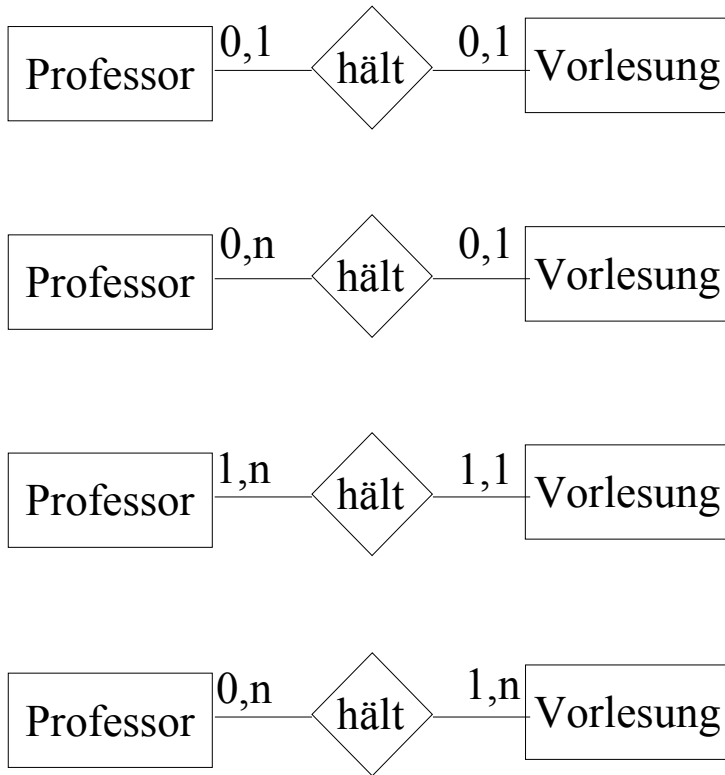 Professor 0,1 hält 0,1 Vorlesung
Professor 0,n hält 0,1 Vorlesung
Professor 1,n hält 1,1 Vorlesung
Professor 0,n hält 1,n Vorlesung